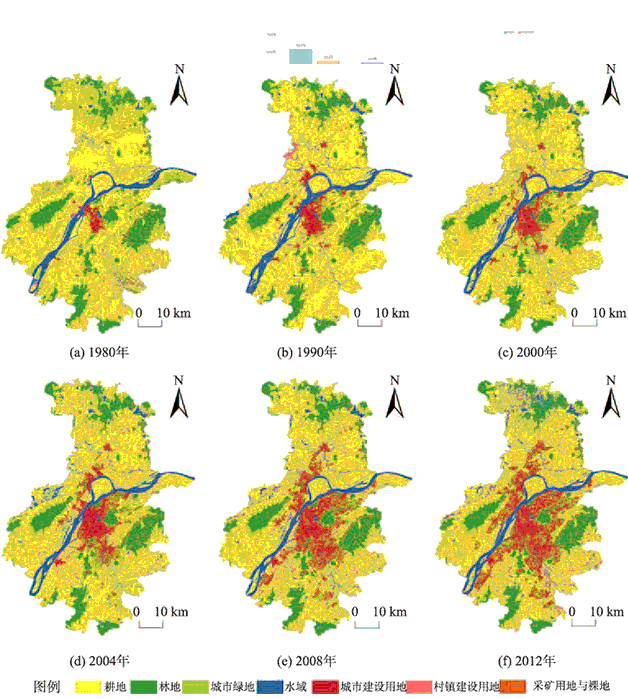 N N N
0 10 km 0 10 km 0 10 km
(a) 1980年 (b) 1990年 (c) 2000年
N N N
0 10 km 0 10 km 0 10 km
(d) 2004年 (e) 2008年 (f) 2012年
图例 耕地 林地 城市绿地 水域 城市建设用地 村镇建设用地 采矿用地与裸地